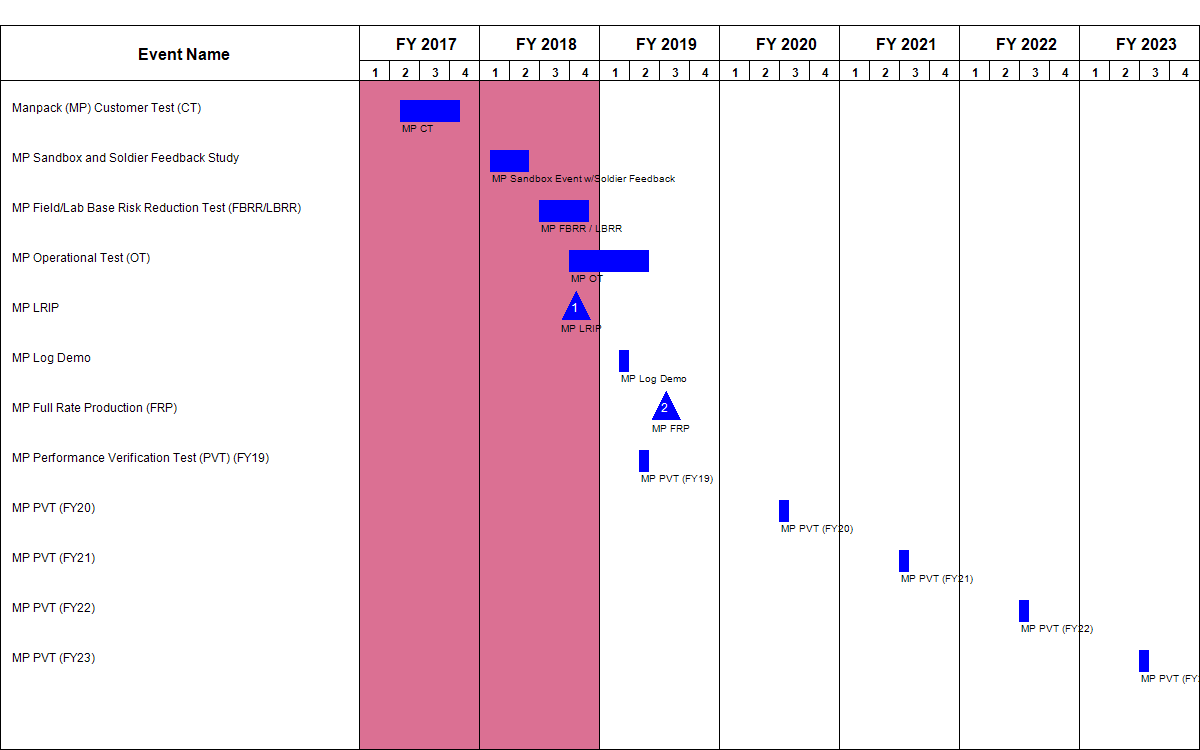 Event Name
FY 2017 FY 2018 FY 2019 FY 2020 FY 2021 FY 2022 FY 2023
1 2 3 4 1 2 3 4 1 2 3 4 1 2 3 4 1 2 3 4 1 2 3 4 1 2 3 4
Manpack (MP) Customer Test (CT)
MP CT
MP Sandbox and Soldier Feedback Study
MP Sandbox Event w/Soldier Feedback
MP Field/Lab Base Risk Reduction Test (FBRR/LBRR)
MP FBRR / LBRR
MP Operational Test (OT)
MP OT
MP LRIP
1
MP LRIP
MP Log Demo
MP Log Demo
MP Full Rate Production (FRP)
2
MP FRP
MP Performance Verification Test (PVT) (FY19)
MP PVT (FY19)
MP PVT (FY20)
MP PVT (FY20)
MP PVT (FY21)
MP PVT (FY21)
MP PVT (FY22)
MP PVT (FY22)
MP PVT (FY23)
MP PVT (FY